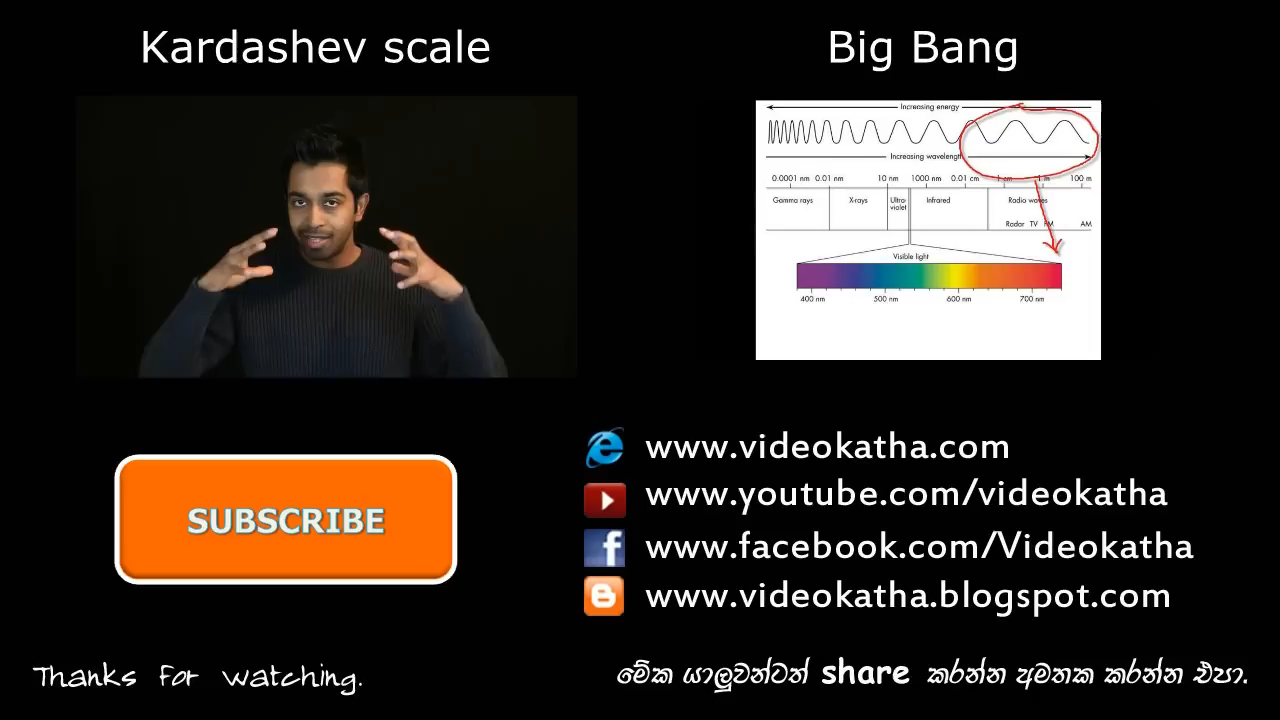 Kardashev scale
Big Bang
Increasing energy
Increasing wavelength
0.0001 nm 0.01 nm 10 nm 1000 nm 0.01 cm 1 cm 1 m 100 m
Gamma rays X-rays Ultra- Infrared Radio waves
violet
Radar TV FM AM
Visible light
400 nm 500 nm 600 nm 700 nm
SUBSCRIBE
www.videokatha.com
www.youtube.com/videokatha
www.facebook.com/Videokatha
www.videokatha.blogspot.com
Thanks for watching.
මේක යාලුවන්ටත් share කරන්න අමතක කරන්න එපා.